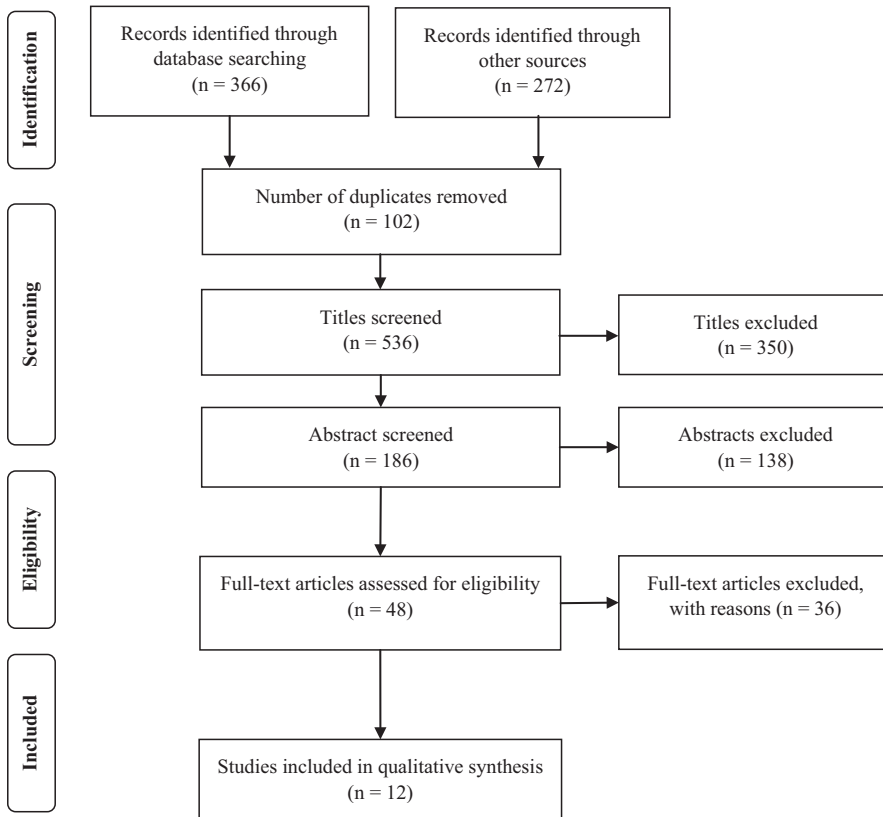 Identification
Records identified through
database searching
(n = 366)
Records identified through
other sources
(n = 272)
Number of duplicates removed
(n = 102)
Screening
Titles screened
(n = 536)
Titles excluded
(n = 350)
Abstract screened
(n = 186)
Abstracts excluded
(n = 138)
Eligibility
Full-text articles assessed for eligibility
(n = 48)
Full-text articles excluded,
with reasons (n = 36)
Included
Studies included in qualitative synthesis
(n = 12)